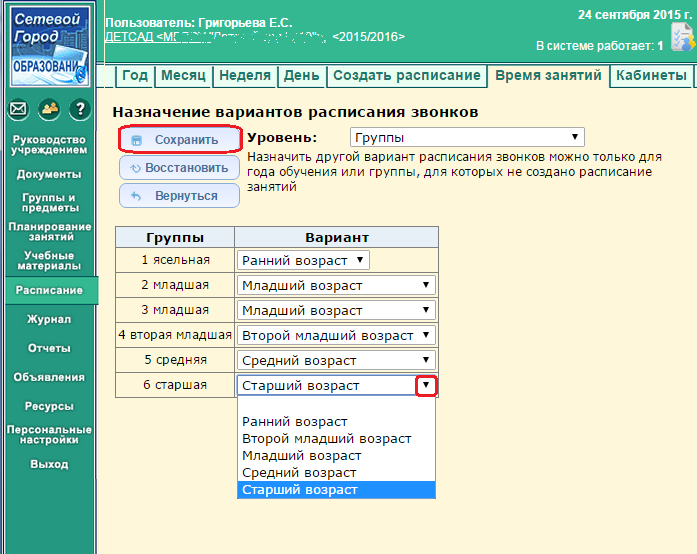 Сетевой
Город
ОБРАЗОВАНИ
Пользователь: Григорьева Е.С.
ДЕТСАД <2015/2016>
24 сентября 2015 г.
В системе работает: 1
Год
Месяц
Неделя
День
Создать расписание
Время занятий
Кабинеты
?
Руководство
учреждением
Документы
Группы и
предметы
Планирование
занятий
Учебные
материалы
Расписание
Журнал
Отчеты
Объявления
Ресурсы
Персональные
настройки
Выход
Назначение вариантов расписания звонков
Сохранить
Восстановить
Вернуться
Уровень: Группы
Назначить другой вариант расписания звонков можно только для
года обучения или группы, для которых не создано расписание
занятий
Группы Вариант
1 ясельная Ранний возраст
2 младшая Младший возраст
3 младшая Младший возраст
4 вторая младшая Второй младший возраст
5 средняя Средний возраст
6 старшая Старший возраст
Ранний возраст
Второй младший возраст
Младший возраст
Средний возраст
Старший возраст